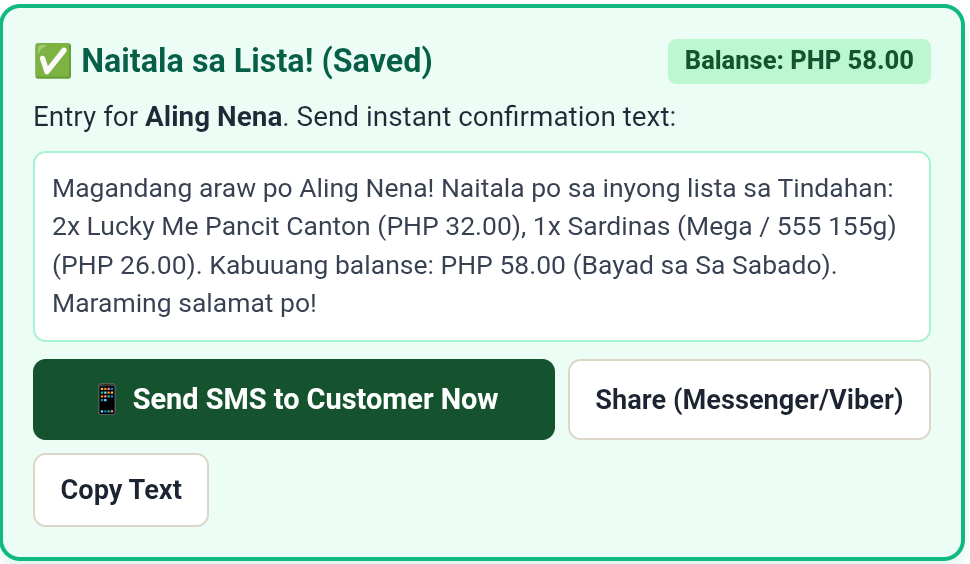 ✅ Naitala sa Lista! (Saved)
Balanse: PHP 58.00
Entry for Aling Nena. Send instant confirmation text:
Magandang araw po Aling Nena! Naitala po sa inyong lista sa Tindahan:
2x Lucky Me Pancit Canton (PHP 32.00), 1x Sardinas (Mega / 555 155g)
(PHP 26.00). Kabuuang balanse: PHP 58.00 (Bayad sa Sa Sabado).
Maraming salamat po!
📱 Send SMS to Customer Now
Share (Messenger/Viber)
Copy Text